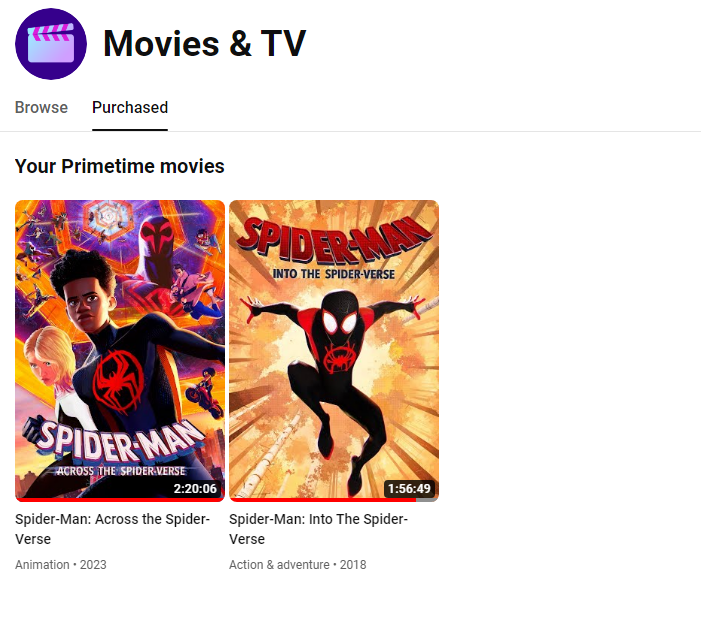 Movies & TV
Browse
Purchased
Your Primetime movies
SPIDER-MAN
ACROSS THE SPIDER-VERSE
2:20:06
SPIDER-MAN
INTO THE SPIDER-VERSE
1:56:49
Spider-Man: Across the Spider-
Verse
Animation • 2023
Spider-Man: Into The Spider-
Verse
Action & adventure • 2018